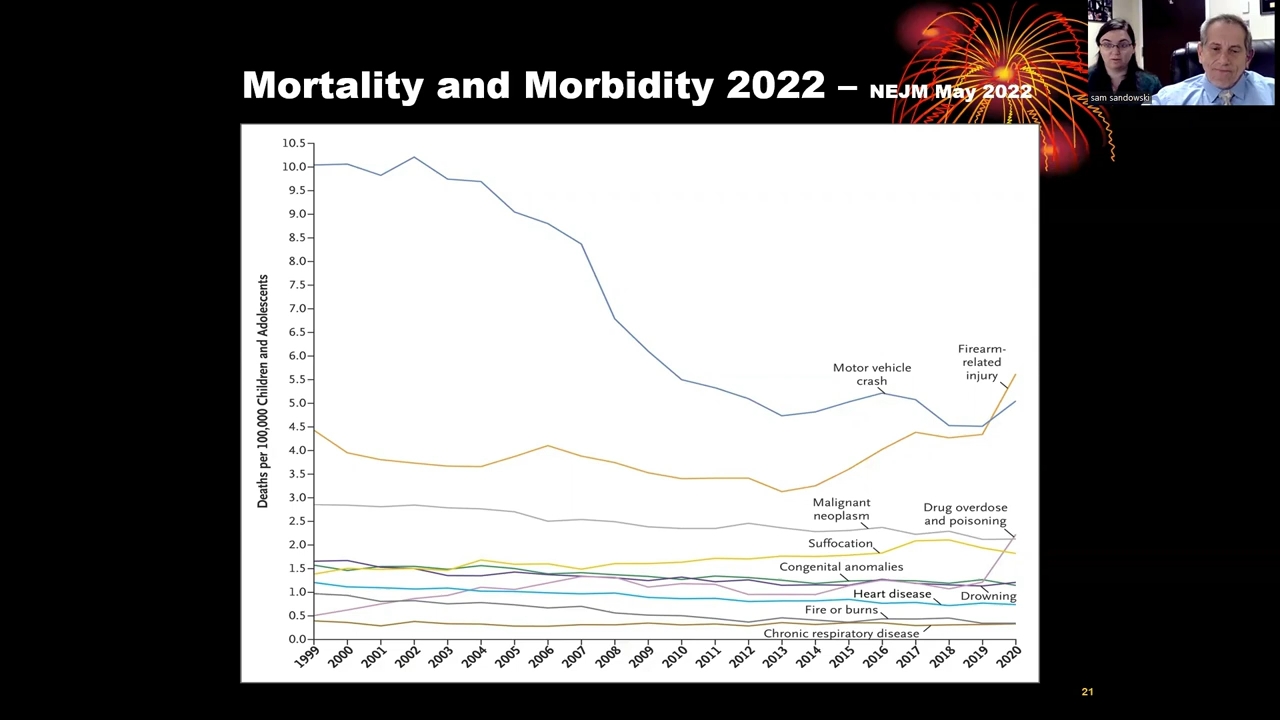 Mortality and Morbidity 2022 – NEJM May 2022
sam sandowski
Deaths per 100,000 Children and Adolescents
10.5
10.0
9.5
9.0
8.5
8.0
7.5
7.0
6.5
6.0
5.5
5.0
4.5
4.0
3.5
3.0
2.5
2.0
1.5
1.0
0.5
0.0
Firearm-
related
injury
Motor vehicle
crash
Malignant
neoplasm
Drug overdose
and poisoning
Suffocation
Congenital anomalies
Heart disease
Drowning
Fire or burns
Chronic respiratory disease
1999 2000 2001 2002 2003 2004 2005 2006 2007 2008 2009 2010 2011 2012 2013 2014 2015 2016 2017 2018 2019 2020
21